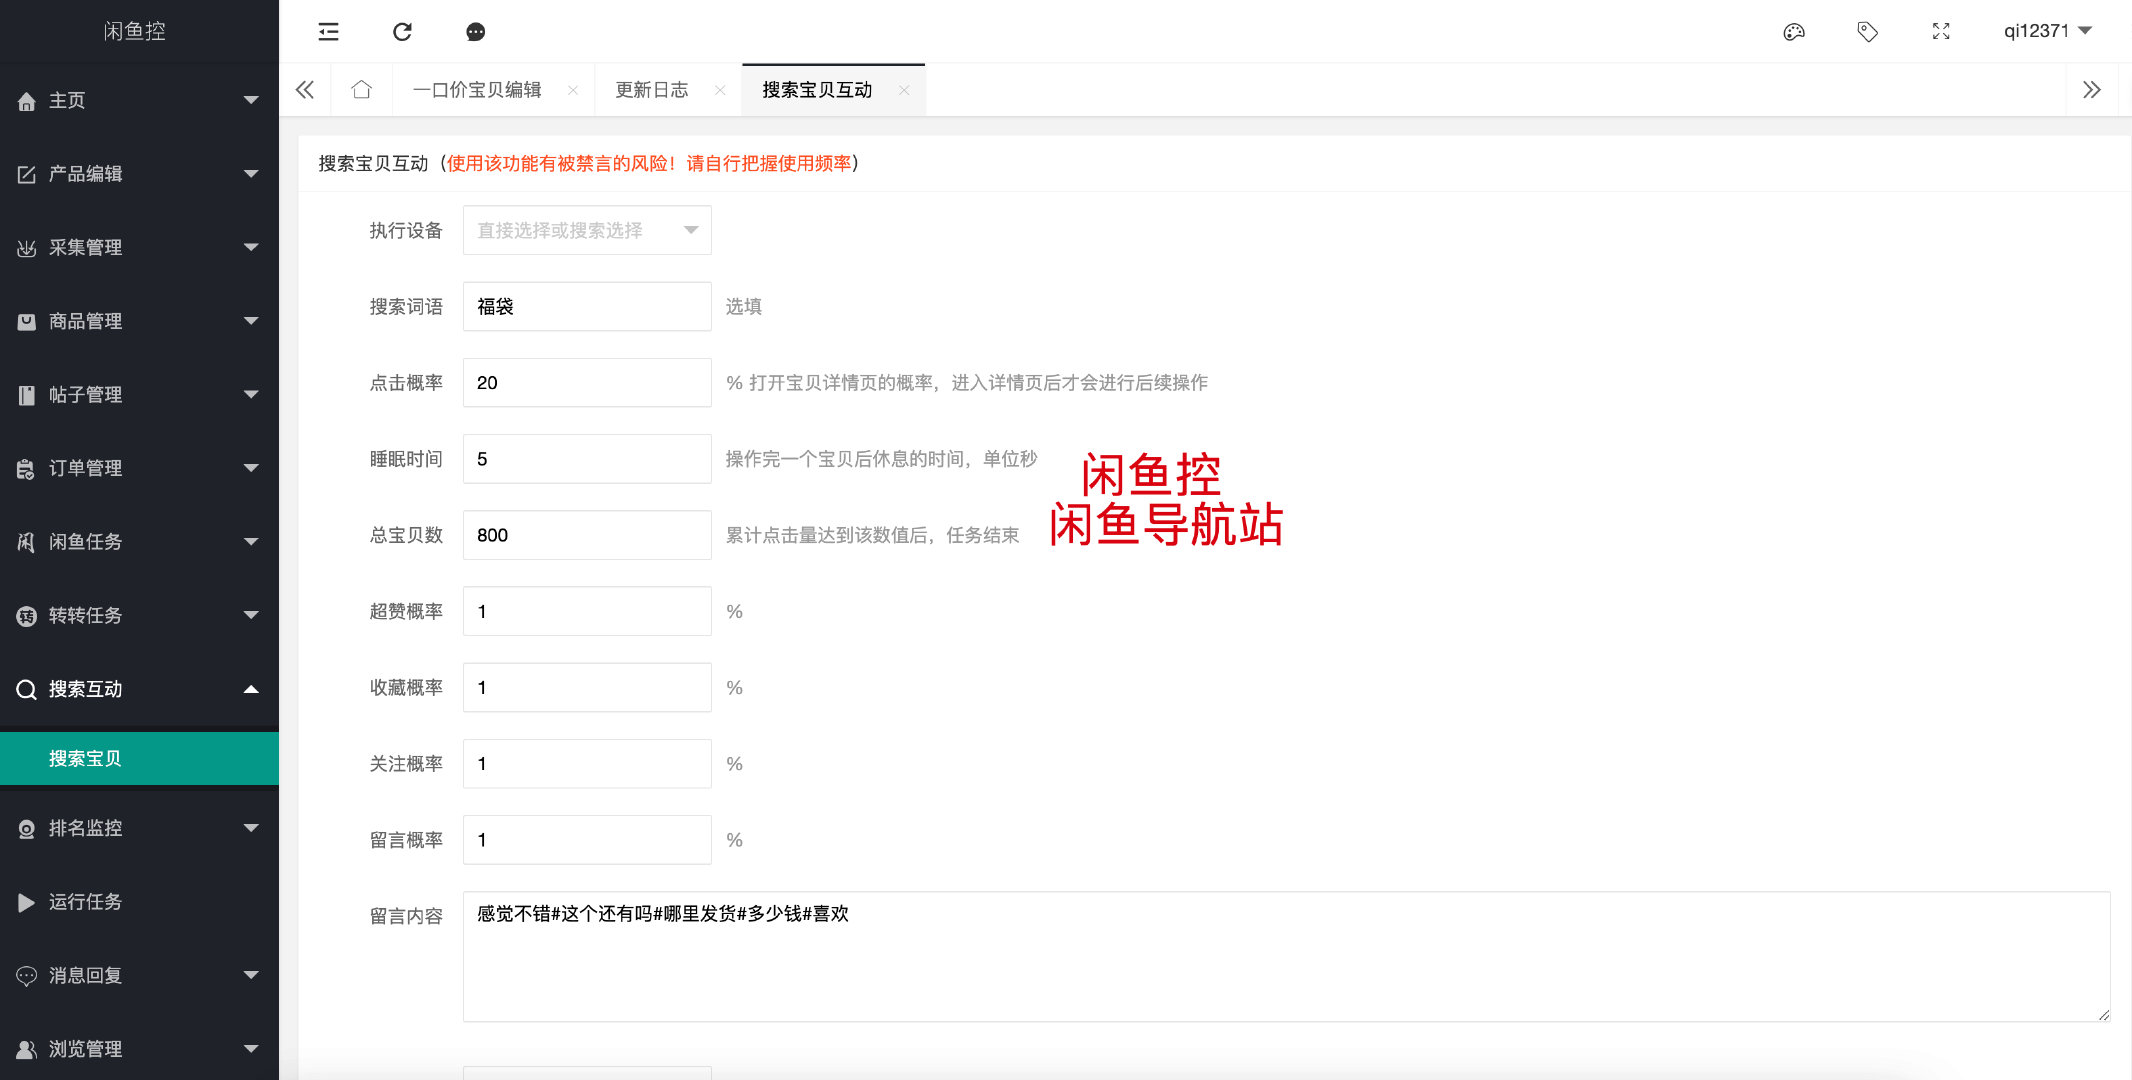 闲鱼控
qi12371
一口价宝贝编辑
更新日志
搜索宝贝互动
主页
产品编辑
采集管理
商品管理
帖子管理
订单管理
闲鱼任务
转转任务
搜索互动
搜索宝贝
排名监控
运行任务
消息回复
浏览管理
搜索宝贝互动（使用该功能有被禁言的风险！请自行把握使用频率）
执行设备 直接选择或搜索选择
搜索词语 福袋 选填
点击概率 20 % 打开宝贝详情页的概率，进入详情页后才会进行后续操作
睡眠时间 5 操作完一个宝贝后休息的时间，单位秒
总宝贝数 800 累计点击量达到该数值后，任务结束
闲鱼控
闲鱼导航站
超赞概率 1 %
收藏概率 1 %
关注概率 1 %
留言概率 1 %
留言内容 感觉不错#这个还有吗#哪里发货#多少钱#喜欢